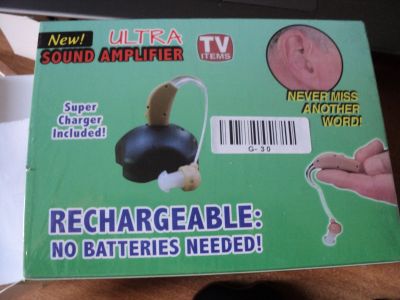 New! ULTRA
SOUND AMPLIFIER
TV
ITEMS
Super
Charger
Included!
NEVER MISS
ANOTHER
WORD!
G-30
RECHARGEABLE:
NO BATTERIES NEEDED!